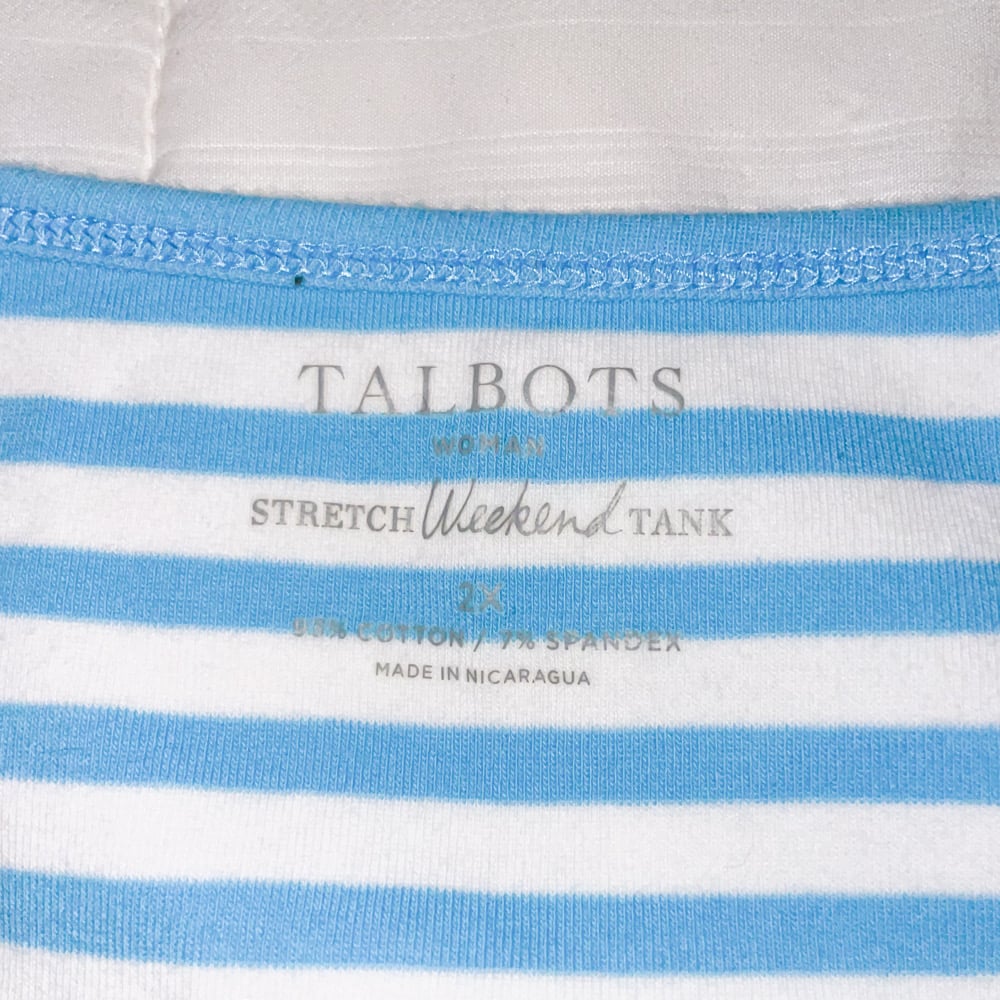 TALBOTS
WOMAN
STRETCH Weekend TANK
2X
93% COTTON / 7% SPANDEX
MADE IN NICARAGUA